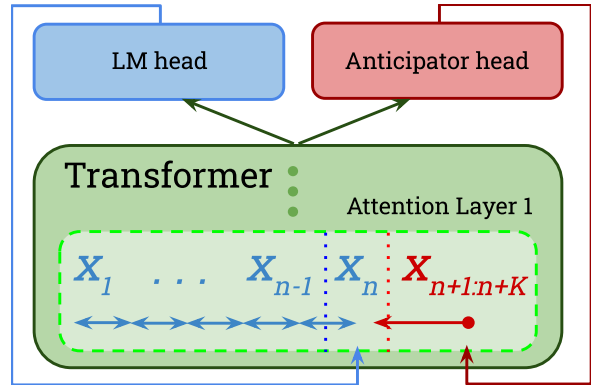 LM head
Anticipator head
Transformer
Attention Layer 1
x1 ... xn-1 xn xn+1:n+K